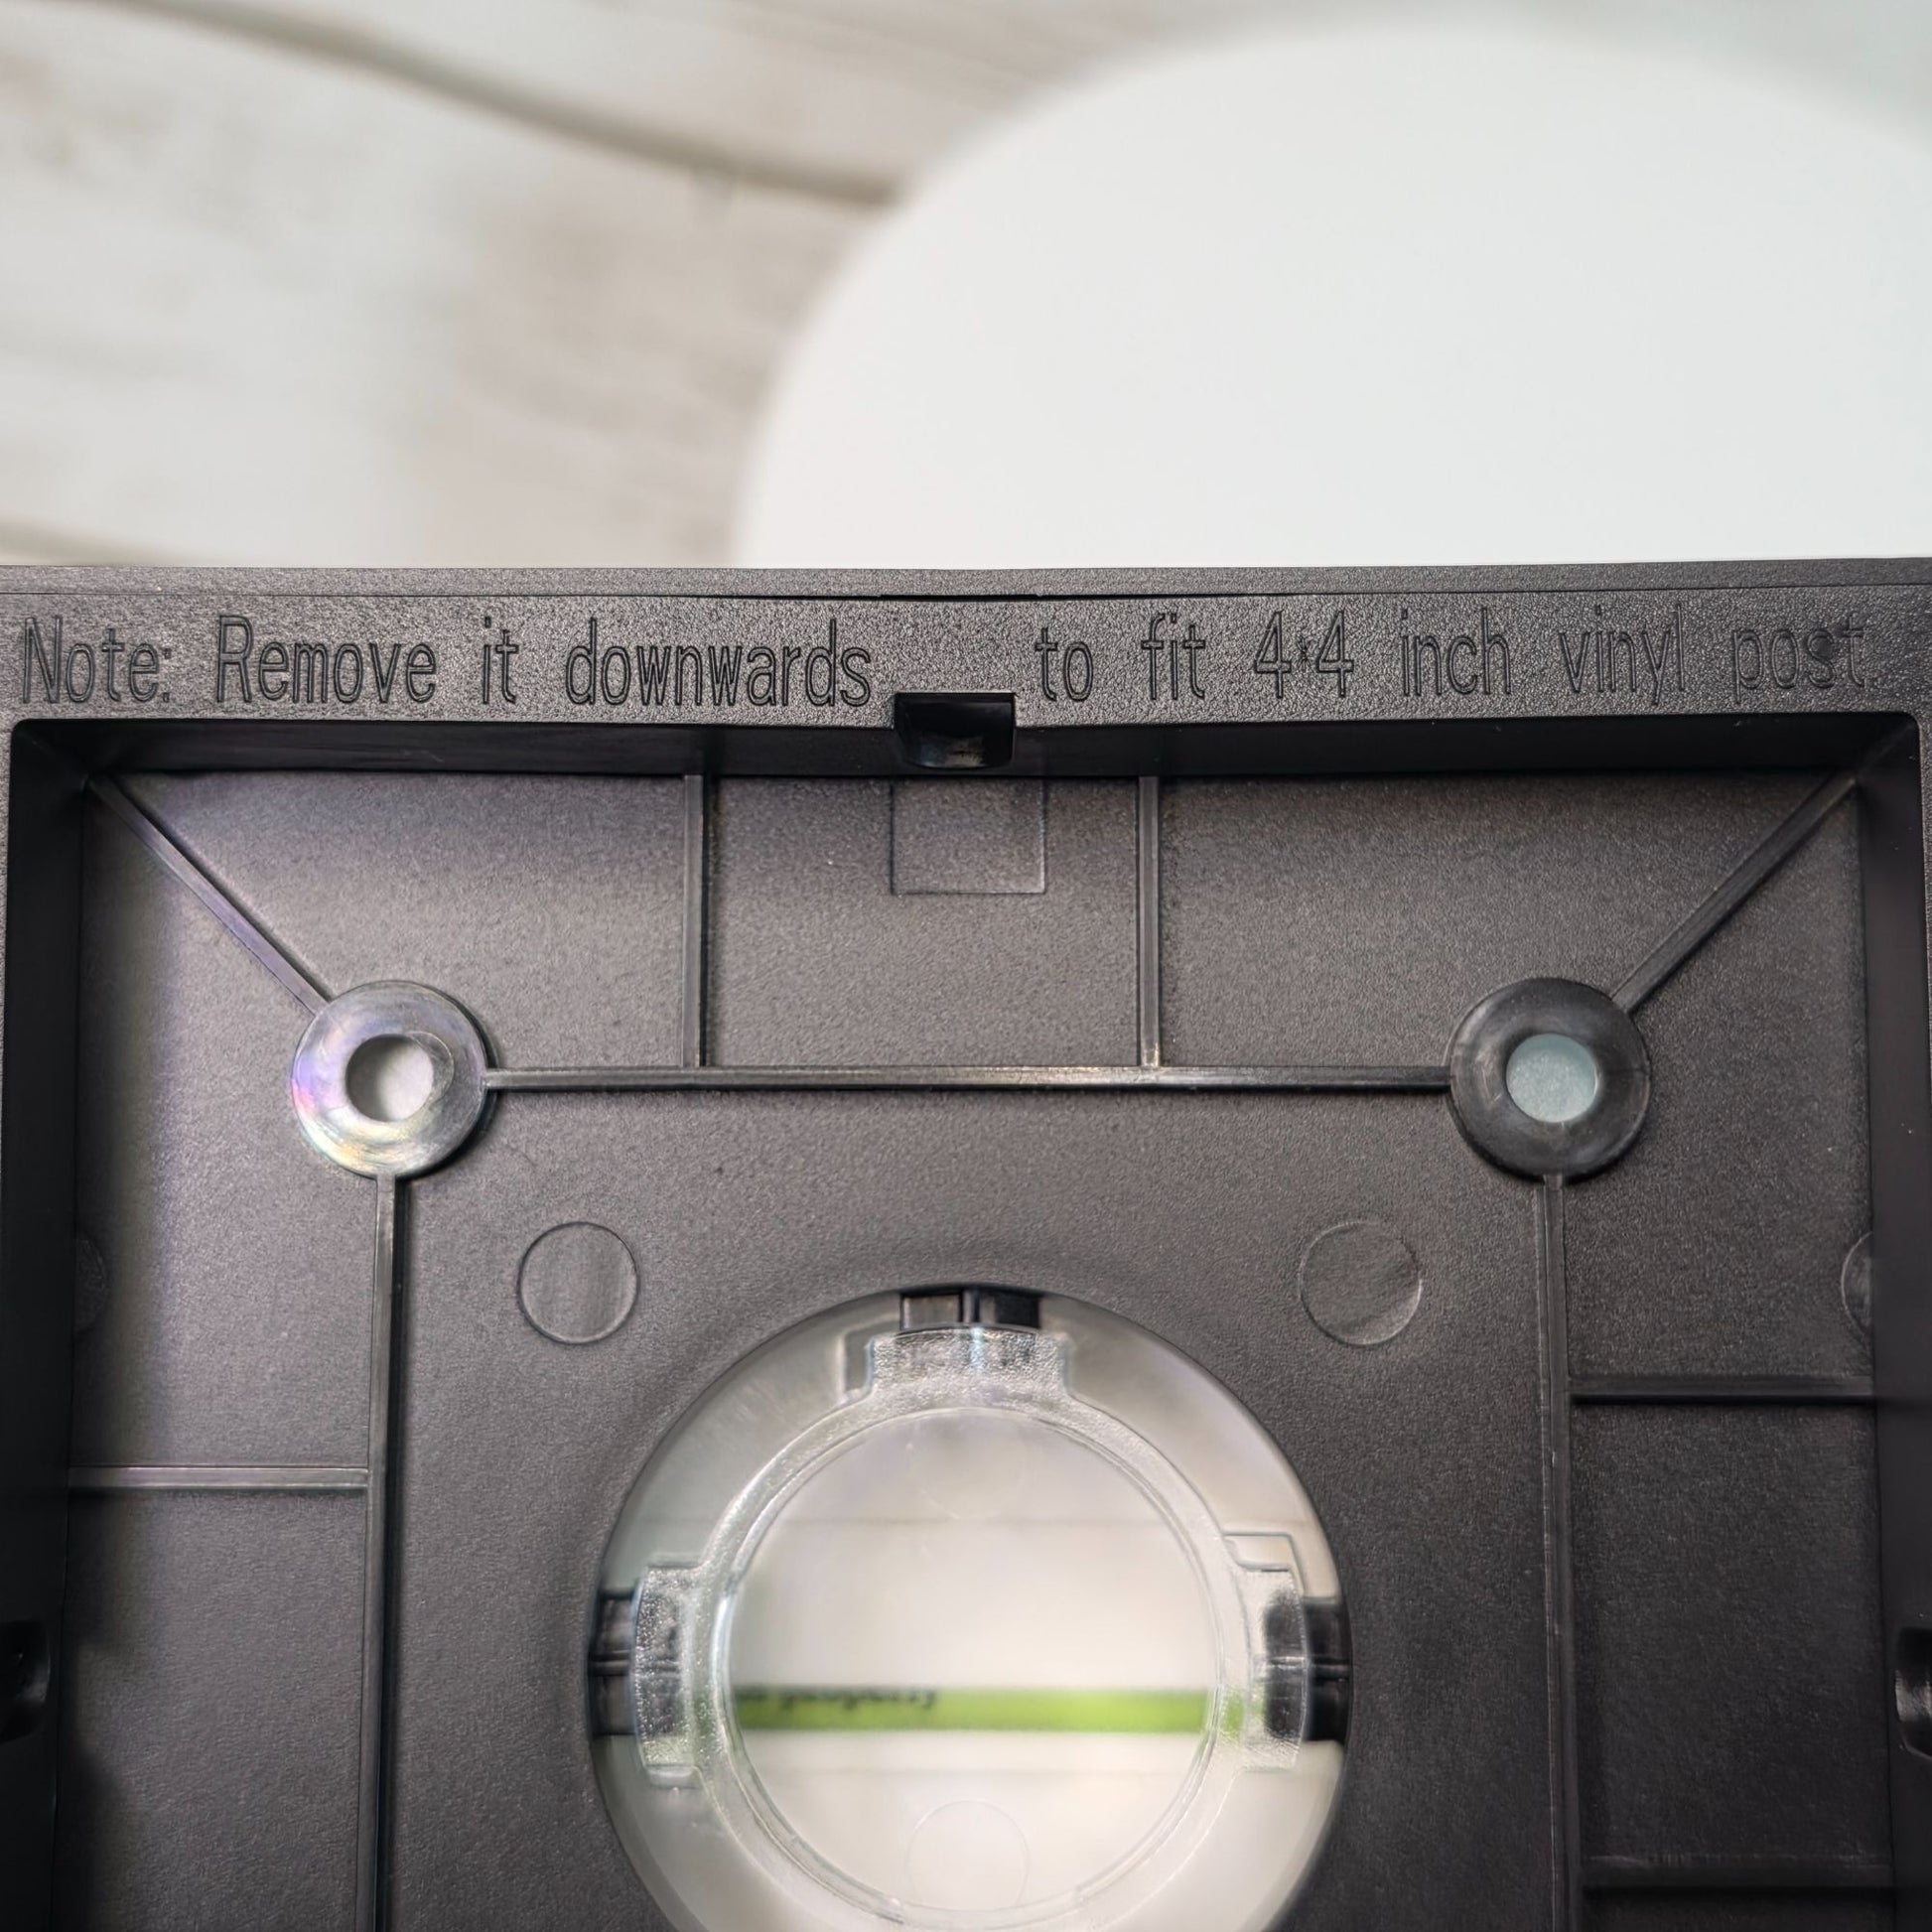 Note: Remove it downwards to fit 4*4 inch vinyl post.